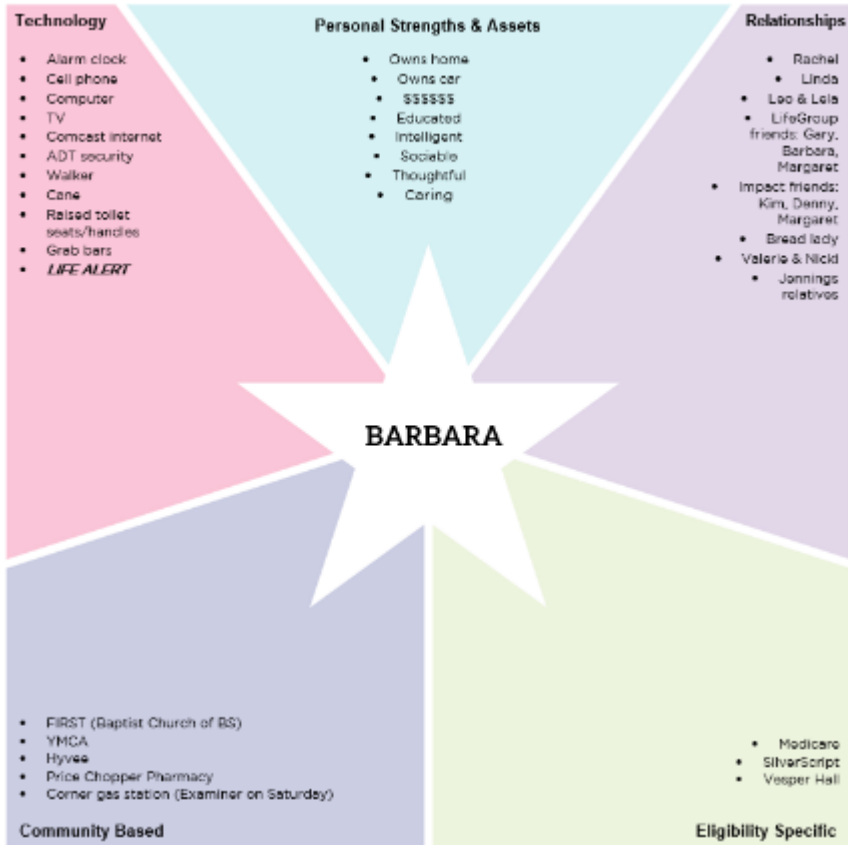 Technology
• Alarm clock
• Cell phone
• Computer
• TV
• Comcast internet
• ADT security
• Walker
• Cane
• Raised toilet
seats/handles
• Grab bars
• LIFE ALERT
Personal Strengths & Assets
• Owns home
• Owns car
• $$$$$$
• Educated
• Intelligent
• Sociable
• Thoughtful
• Caring
Relationships
• Rachel
• Linda
• Leo & Lela
• LifeGroup
friends: Gary,
Barbara,
Margaret
• Impact friends:
Kim, Denny,
Margaret
• Bread lady
• Valerie & Nicki
• Jennings
relatives
BARBARA
• FIRST (Baptist Church of BS)
• YMCA
• Hyvee
• Price Chopper Pharmacy
• Corner gas station (Examiner on Saturday)
Community Based
• Medicare
• SilverScript
• Vesper Hall
Eligibility Specific